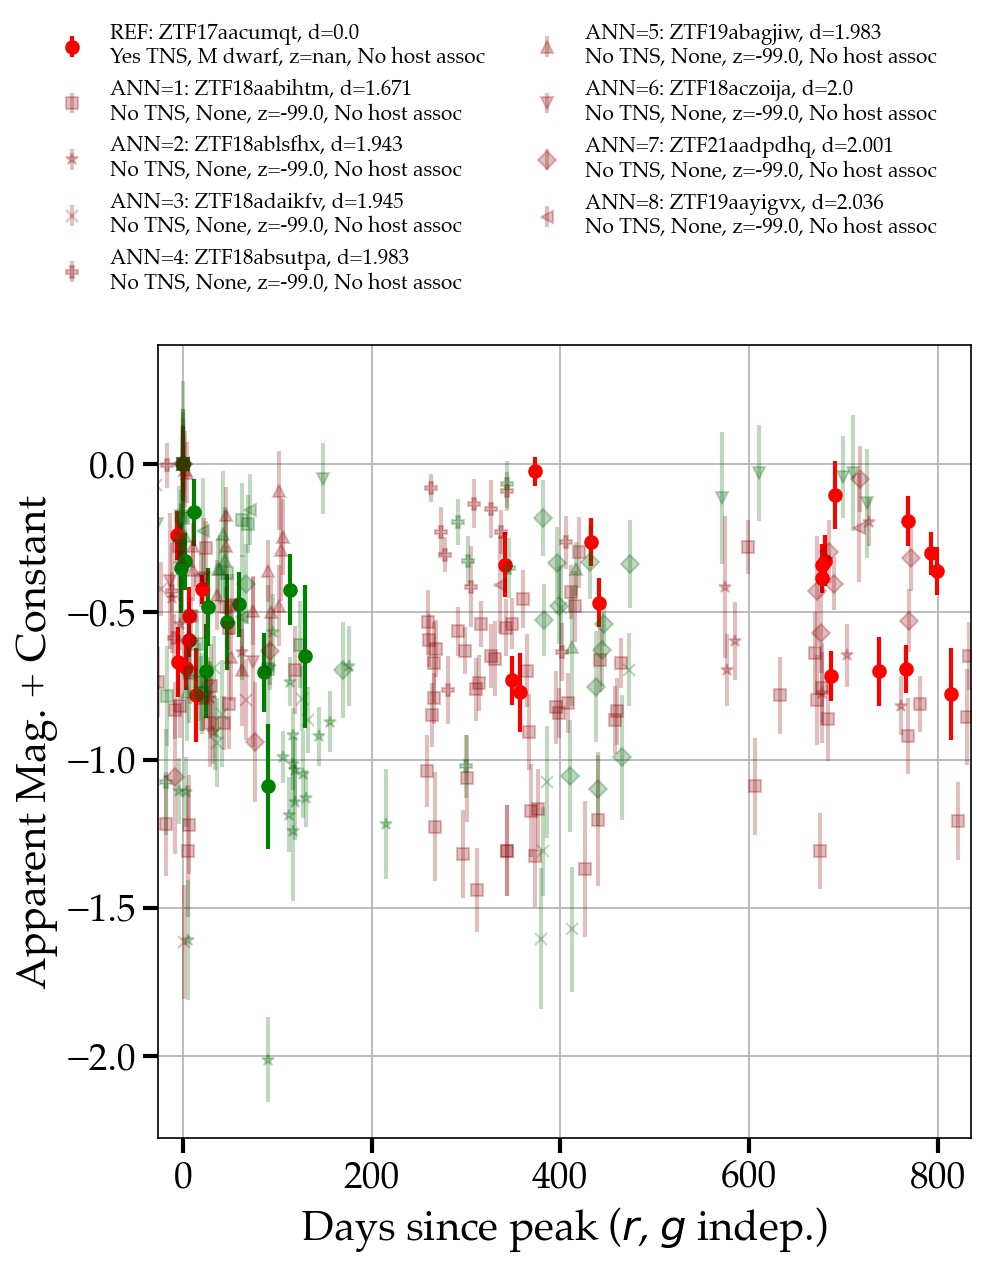 REF: ZTF17aacumqt, d=0.0
Yes TNS, M dwarf, z=nan, No host assoc
ANN=1: ZTF18aabihtm, d=1.671
No TNS, None, z=-99.0, No host assoc
ANN=2: ZTF18ablsfhx, d=1.943
No TNS, None, z=-99.0, No host assoc
ANN=3: ZTF18adaikfv, d=1.945
No TNS, None, z=-99.0, No host assoc
ANN=4: ZTF18absutpa, d=1.983
No TNS, None, z=-99.0, No host assoc
ANN=5: ZTF19abagjiw, d=1.983
No TNS, None, z=-99.0, No host assoc
ANN=6: ZTF18aczoija, d=2.0
No TNS, None, z=-99.0, No host assoc
ANN=7: ZTF21aadpdhq, d=2.001
No TNS, None, z=-99.0, No host assoc
ANN=8: ZTF19aayigvx, d=2.036
No TNS, None, z=-99.0, No host assoc
Apparent Mag. + Constant
0.0
−0.5
−1.0
−1.5
−2.0
0 200 400 600 800
Days since peak (r, g indep.)